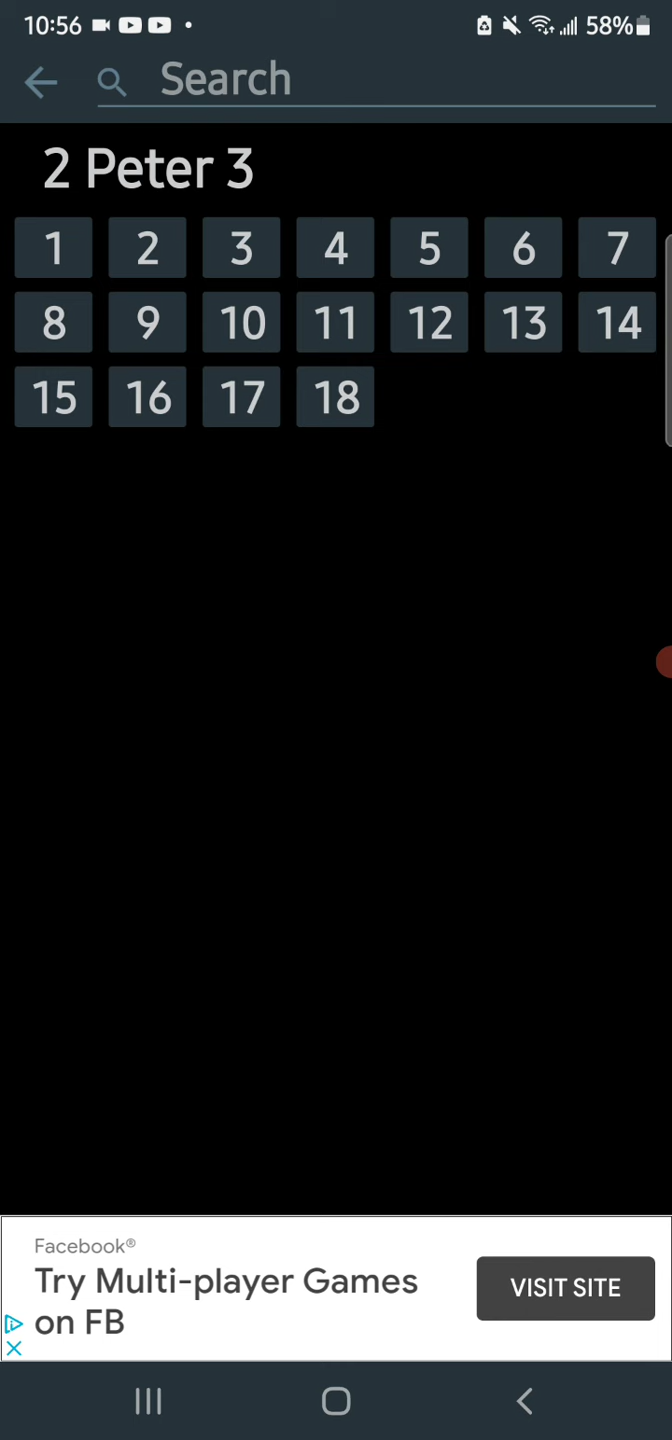 10:56 58%
Search
2 Peter 3
1 2 3 4 5 6 7
8 9 10 11 12 13 14
15 16 17 18
Facebook®
Try Multi-player Games
on FB
VISIT SITE